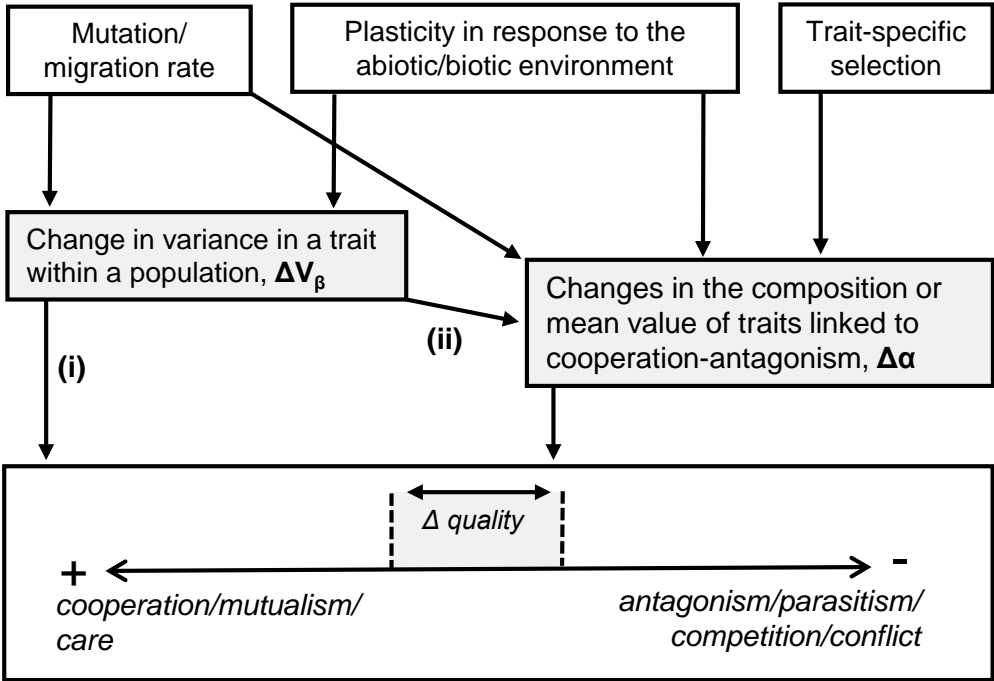 Mutation/
migration rate
Plasticity in response to the
abiotic/biotic environment
Trait-specific
selection
Change in variance in a trait
within a population, ΔVβ
Changes in the composition or
mean value of traits linked to
cooperation-antagonism, Δα
(i)
(ii)
Δ quality
+
-
cooperation/mutualism/
care
antagonism/parasitism/
competition/conflict